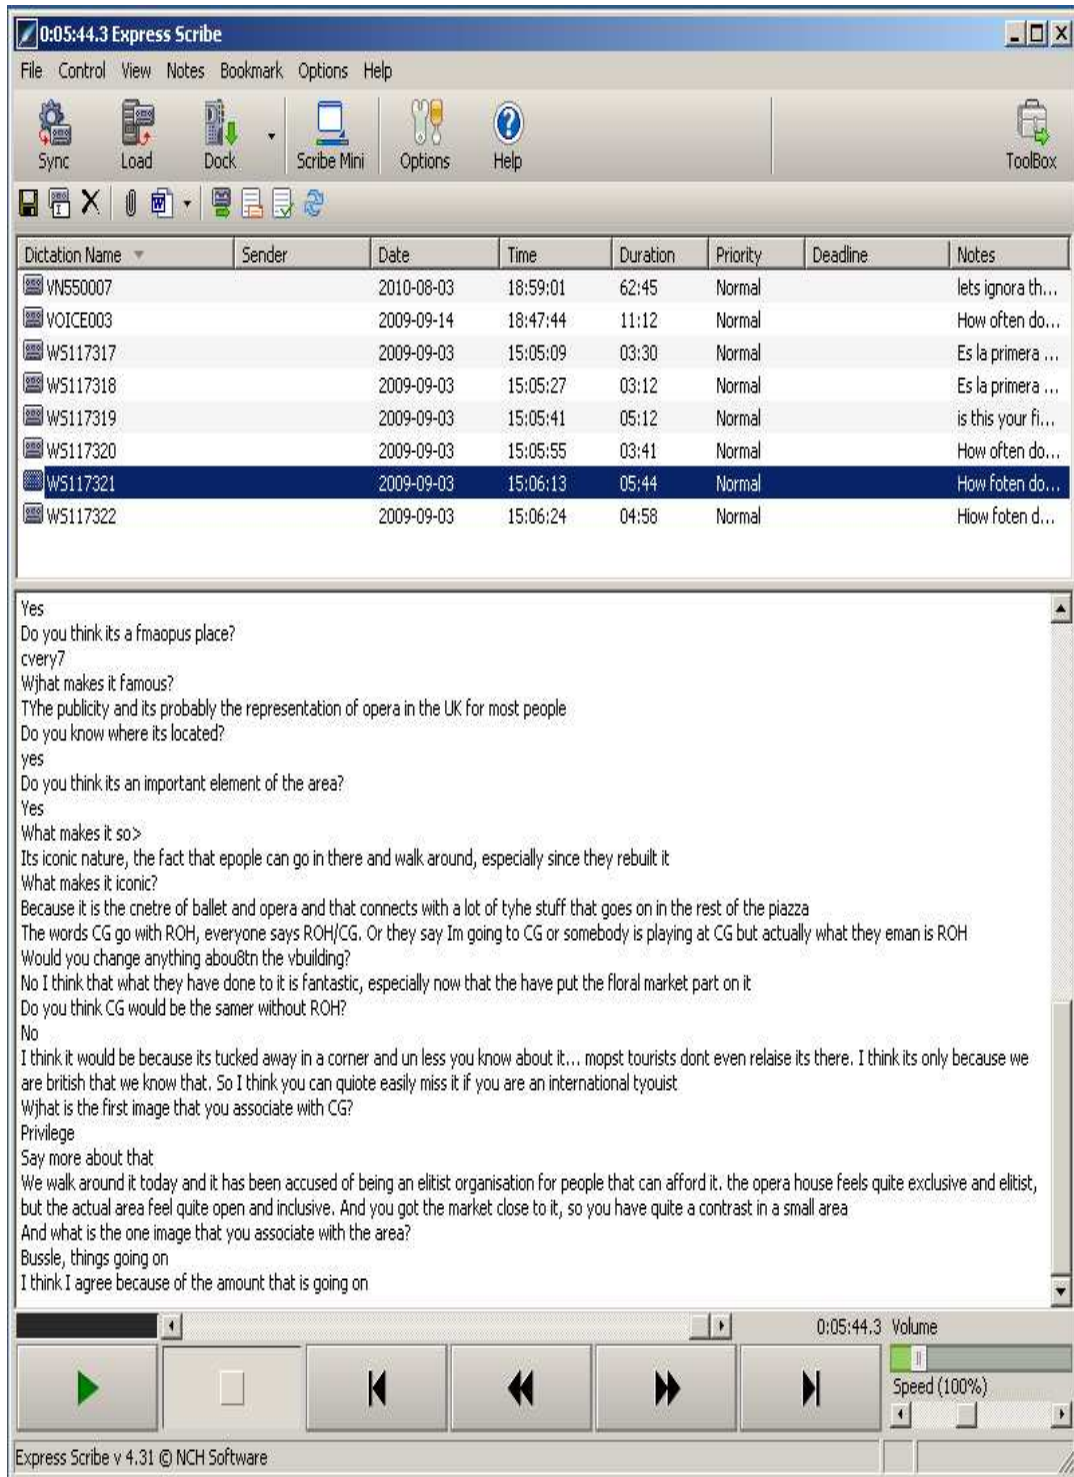 0:05:44.3 Express Scribe
File Control View Notes Bookmark Options Help
Sync Load Dock Scribe Mini Options Help ToolBox
Dictation Name Sender Date Time Duration Priority Deadline Notes
VN550007 2010-08-03 18:59:01 62:45 Normal lets ignora th...
VOICE003 2009-09-14 18:47:44 11:12 Normal How often do...
WS117317 2009-09-03 15:05:09 03:30 Normal Es la primera ...
WS117318 2009-09-03 15:05:27 03:12 Normal Es la primera ...
WS117319 2009-09-03 15:05:41 05:12 Normal is this your fi...
WS117320 2009-09-03 15:05:55 03:41 Normal How often do...
WS117321 2009-09-03 15:06:13 05:44 Normal How foten do...
WS117322 2009-09-03 15:06:24 04:58 Normal Hiow foten d...
Yes
Do you think its a fmaopus place?
cvery7
Wjhat makes it famous?
TYhe publicity and its probably the representation of opera in the UK for most people
Do you know where its located?
yes
Do you think its an important element of the area?
Yes
What makes it so>
Its iconic nature, the fact that epople can go in there and walk around, especially since they rebuilt it
What makes it iconic?
Because it is the cnetre of ballet and opera and that connects with a lot of tyhe stuff that goes on in the rest of the piazza
The words CG go with ROH, everyone says ROH/CG. Or they say Im going to CG or somebody is playing at CG but actually what they eman is ROH
Would you change anything abou8tn the vbuilding?
No I think that what they have done to it is fantastic, especially now that the have put the floral market part on it
Do you think CG would be the samer without ROH?
No
I think it would be because its tucked away in a corner and un less you know about it... mopst tourists dont even relaise its there. I think its only because we
are british that we know that. So I think you can quiote easily miss it if you are an international tyouist
Wjhat is the first image that you associate with CG?
Privilege
Say more about that
We walk around it today and it has been accused of being an elitist organisation for people that can afford it. the opera house feels quite exclusive and elitist,
but the actual area feel quite open and inclusive. And you got the market close to it, so you have quite a contrast in a small area
And what is the one image that you associate with the area?
Bussle, things going on
I think I agree because of the amount that is going on
0:05:44.3 Volume
Speed (100%)
Express Scribe v 4.31 © NCH Software